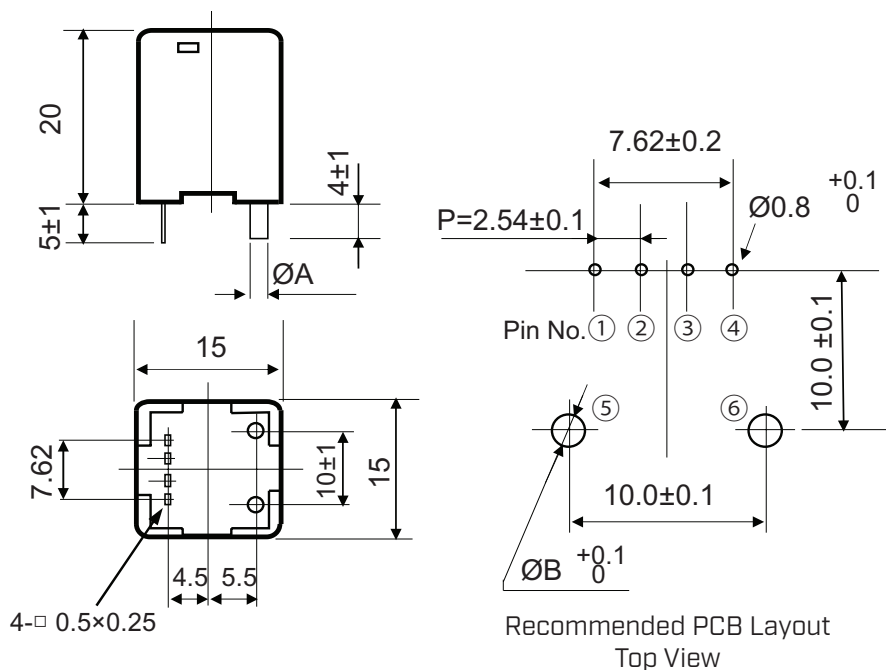 20
5±1
4±1
ØA
15
7.62
10±1
15
4.5
5.5
4-□ 0.5×0.25
7.62±0.2
P=2.54±0.1
Ø0.8 +0.1 0
Pin No. ① ② ③ ④
10.0 ±0.1
⑤ ⑥
10.0±0.1
ØB +0.1 0
Recommended PCB Layout
Top View